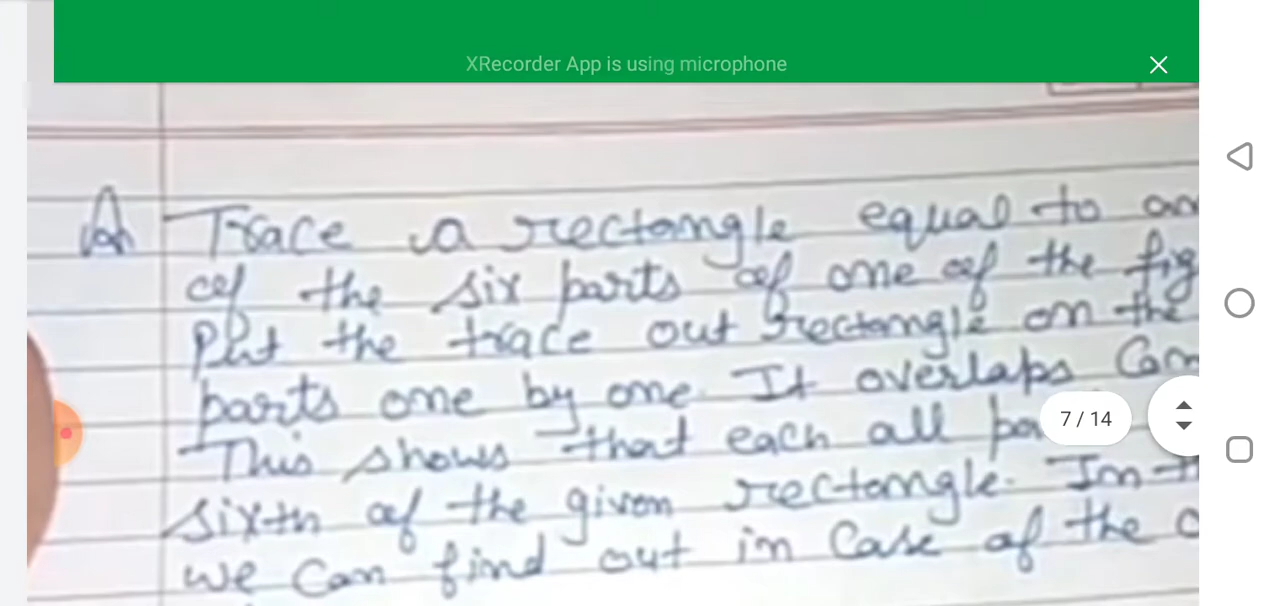 XRecorder App is using microphone
Trace a rectangle equal to an
of the six parts of one of the fig
Put the trace out rectangle on the
parts one by one. It overlaps Com
This shows that each all pa
7 / 14
sixth of the given rectangle. In t
we can find out in Case of the o